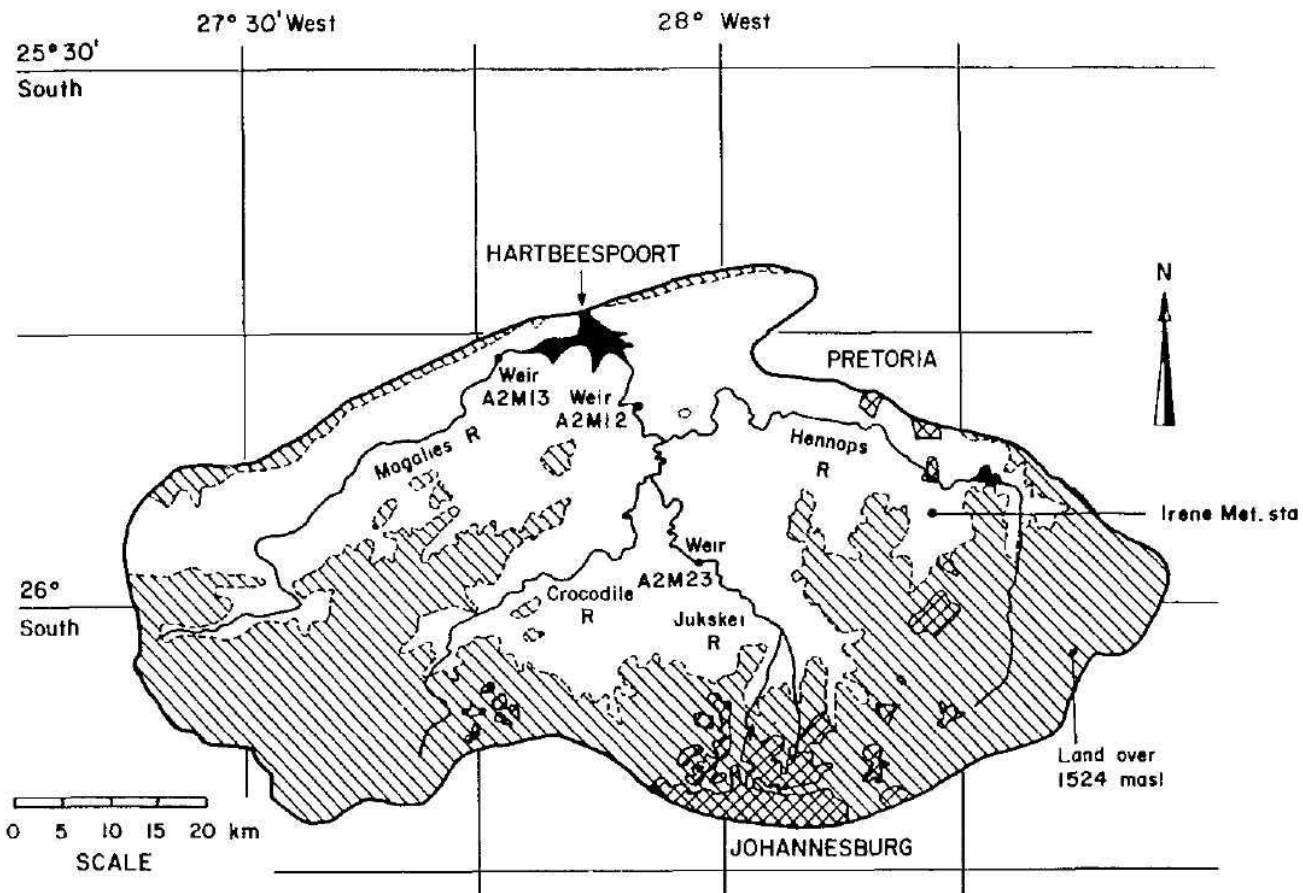 27° 30' West
28° West
25° 30'
South
HARTBEESPOORT
N
PRETORIA
Weir
A2M13
Weir
A2M12
Magalies R
Hennops
R
Irene Met. sta
Weir
A2M23
26°
South
Crocodile
R
Jukskei
R
Land over
1524 masl
0 5 10 15 20 km
SCALE
JOHANNESBURG